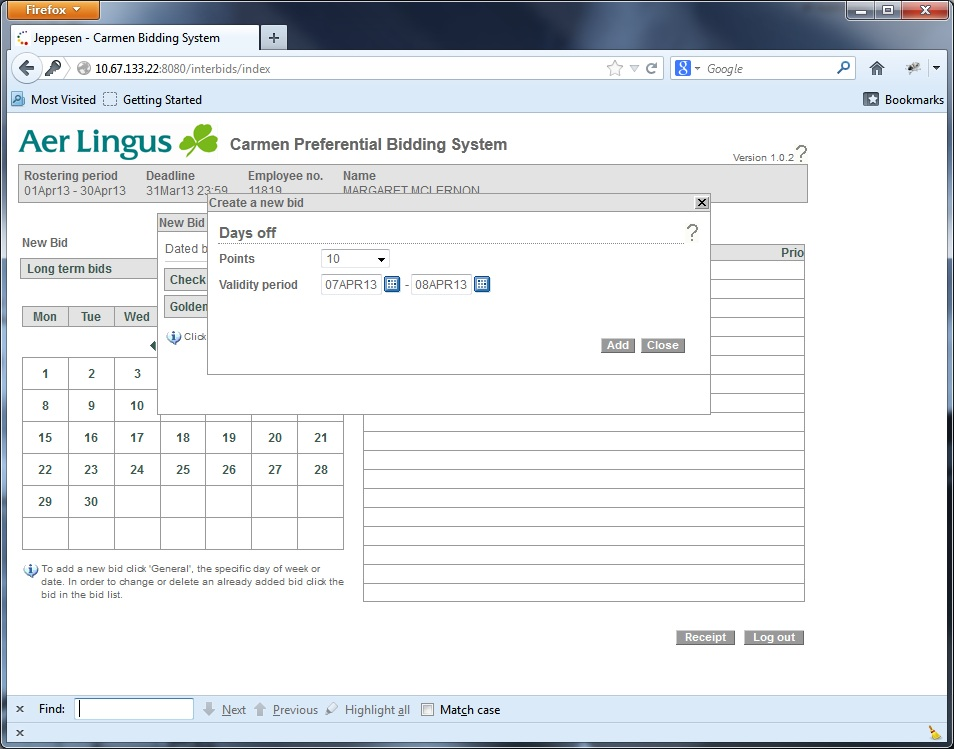 Firefox
Jeppesen - Carmen Bidding System
10.67.133.22:8080/interbids/index
Google
Most Visited
Getting Started
Bookmarks
Aer Lingus
Carmen Preferential Bidding System
Version 1.0.2
?
Rostering period Deadline Employee no. Name
01Apr13 - 30Apr13 31Mar13 23:59 11819 MARGARET MCLERNON
Create a new bid
New Bid
New Bid
Days off
?
Dated b
Points 10
Long term bids
Prio
Check
Validity period 07APR13 - 08APR13
Golden
Mon Tue Wed
Click
Add Close
1 2 3
8 9 10
15 16 17 18 19 20 21
22 23 24 25 26 27 28
29 30
To add a new bid click 'General', the specific day of week or
date. In order to change or delete an already added bid click the
bid in the bid list.
Receipt Log out
Find: Next Previous Highlight all Match case